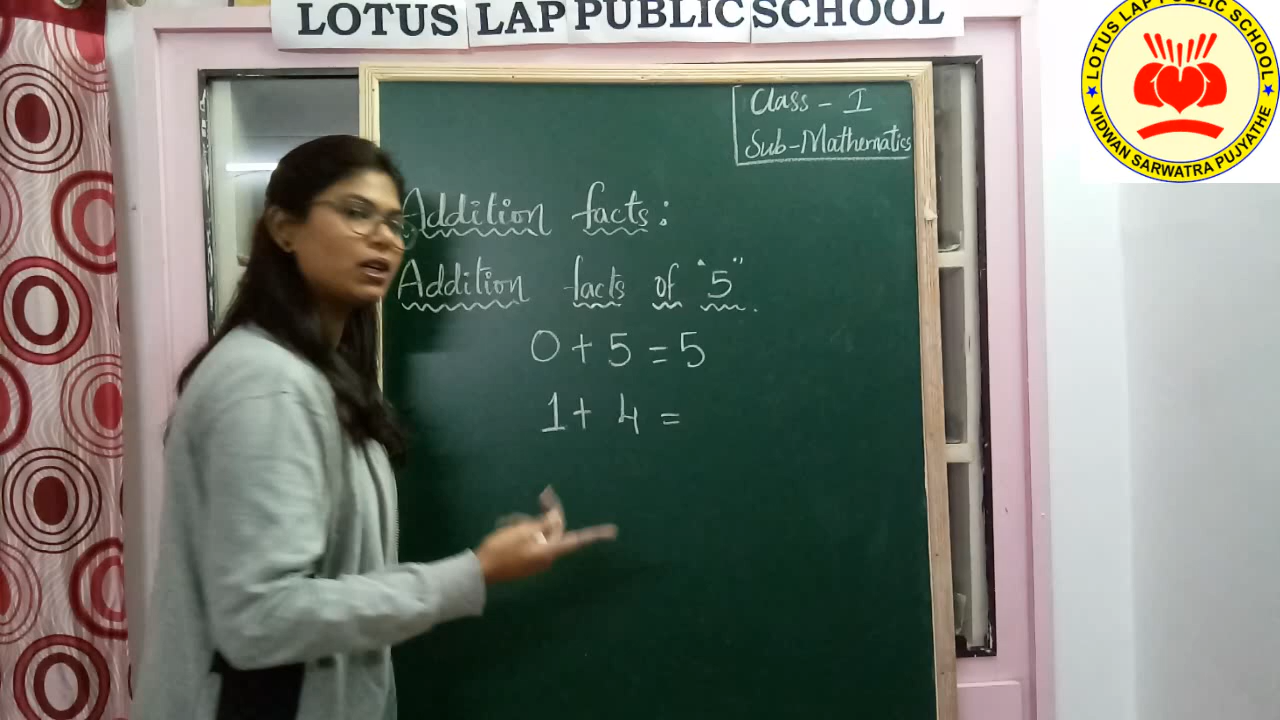 LOTUS LAP PUBLIC SCHOOL
LOTUS LAP PUBLIC SCHOOL
VIDWAN SARWATRA PUJYATHE
Class - I
Sub-Mathematics
Addition facts:
Addition facts of "5".
0 + 5 = 5
1 + 4 =